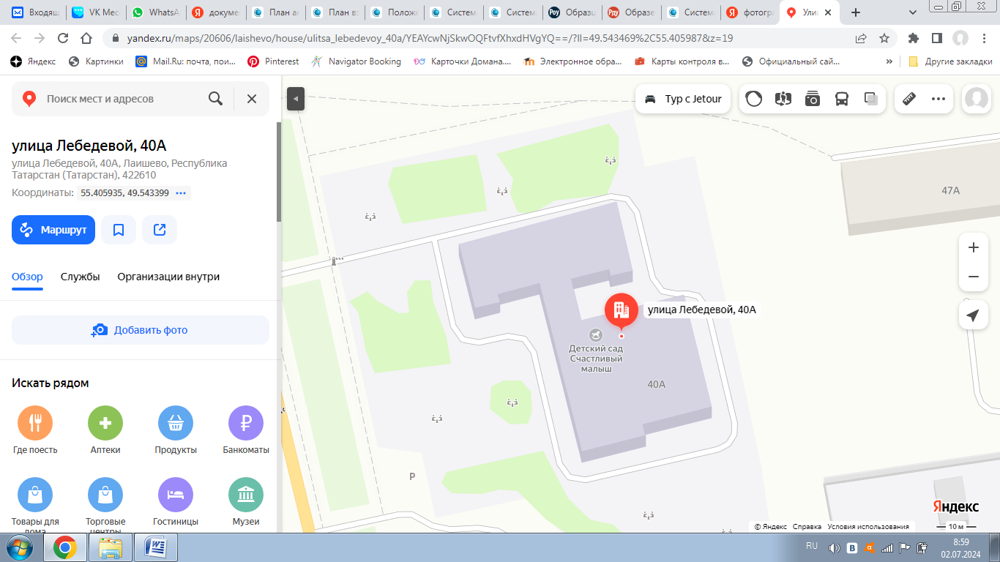 Входящ
VK Мес
WhatsA
докуме
План а
План в
Полож
Систем
Систем
Роу
Образц
Рду
Образе
Систем
фотогр
Ули
yandex.ru/maps/20606/laishevo/house/ulitsa_lebedevoy_40a/YEAYcwNjSkwOQFtvfXhxdHVgYQ==/?ll=49.543469%2C55.405987&z=19
Яндекс
Картинки
Mail.Ru: почта, пои...
Pinterest
Navigator Booking
Карточки Домана....
Электронное обра...
Карты контроля в...
Официальный сай...
»
Другие закладки
Поиск мест и адресов
улица Лебедевой, 40А
улица Лебедевой, 40А, Лаишево, Республика
Татарстан (Татарстан), 422610
Координаты: 55.405935, 49.543399
Маршрут
Обзор
Службы
Организации внутри
Добавить фото
Искать рядом
Где поесть
Аптеки
Продукты
Банкоматы
Товары для
дома
Торговые
центры
Гостиницы
Музеи
Тур с Jetour
47А
улица Лебедевой, 40А
Детский сад
Счастливый
малыш
40А
P
Яндекс
© Яндекс Справка Условия использования
10 м
RU
8:59
02.07.2024